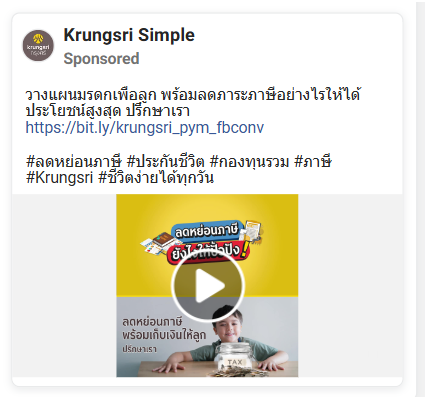 krungsri
กรุงศรี
Krungsri Simple
Sponsored
วางแผนมรดกเพื่อลูก พร้อมลดภาระภาษีอย่างไรให้ได้
ประโยชน์สูงสุด ปรึกษาเรา
https://bit.ly/krungsri_pym_fbconv
#ลดหย่อนภาษี #ประกันชีวิต #กองทุนรวม #ภาษี
#Krungsri #ชีวิตง่ายได้ทุกวัน
ลดหย่อนภาษี
ยังไงให้ปัง!
ลดหย่อนภาษี
พร้อมเก็บเงินให้ลูก
ปรึกษาเรา
TAX